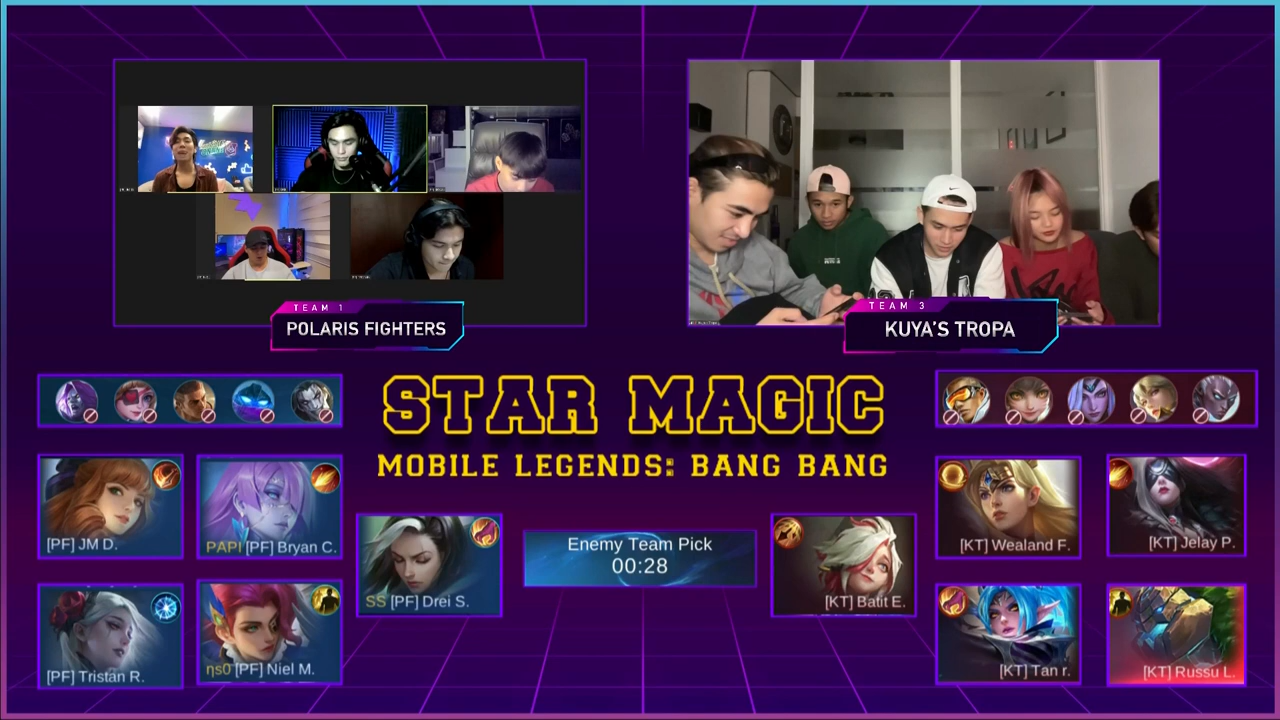 TEAM 1
POLARIS FIGHTERS
TEAM 3
KUYA'S TROPA
STAR MAGIC
MOBILE LEGENDS: BANG BANG
[PF] JM D.
PAPI [PF] Bryan C.
SS [PF] Drei S.
[PF] Tristan R.
ηs0 [PF] Niel M.
Enemy Team Pick
00:28
[KT] Batit E.
[KT] Wealand F.
[KT] Jelay P.
[KT] Tan r.
[KT] Russu L.